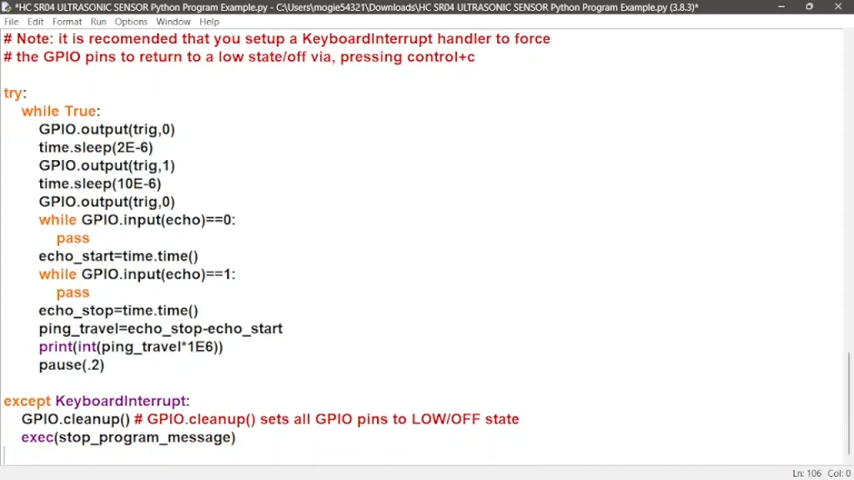 *HC SR04 ULTRASONIC SENSOR Python Program Example.py - C:\Users\mogie54321\Downloads\HC SR04 ULTRASONIC SENSOR Python Program Example.py (3.8.3)*
File Edit Format Run Options Window Help
# Note: it is recomended that you setup a KeyboardInterrupt handler to force
# the GPIO pins to return to a low state/off via, pressing control+c
try:
while True:
GPIO.output(trig,0)
time.sleep(2E-6)
GPIO.output(trig,1)
time.sleep(10E-6)
GPIO.output(trig,0)
while GPIO.input(echo)==0:
pass
echo_start=time.time()
while GPIO.input(echo)==1:
pass
echo_stop=time.time()
ping_travel=echo_stop-echo_start
print(int(ping_travel*1E6))
pause(.2)
except KeyboardInterrupt:
GPIO.cleanup() # GPIO.cleanup() sets all GPIO pins to LOW/OFF state
exec(stop_program_message)
Ln: 106 Col: 0